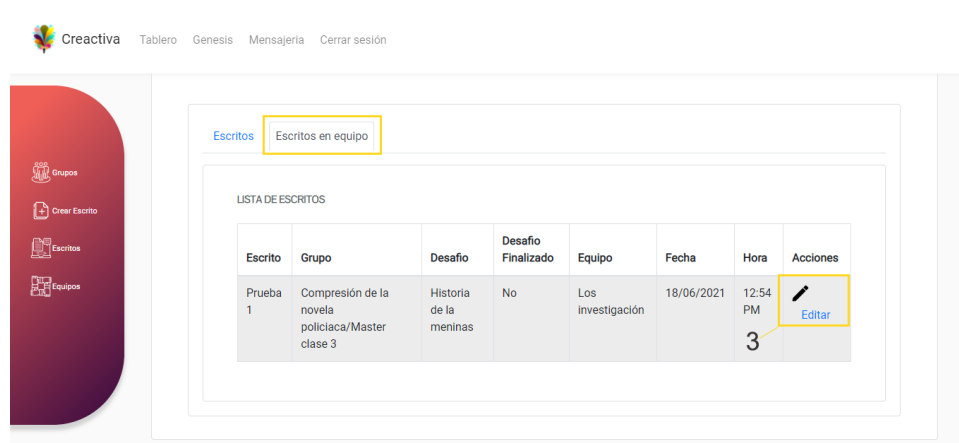 Creactiva Tablero Genesis Mensajeria Cerrar sesión
Escritos Escritos en equipo
Grupos
Crear Escrito
Escritos
Equipos
LISTA DE ESCRITOS
Escrito Grupo Desafio Desafio Finalizado Equipo Fecha Hora Acciones
Prueba 1 Compresión de la novela policiaca/Master clase 3 Historia de la meninas No Los investigación 18/06/2021 12:54 PM Editar
3